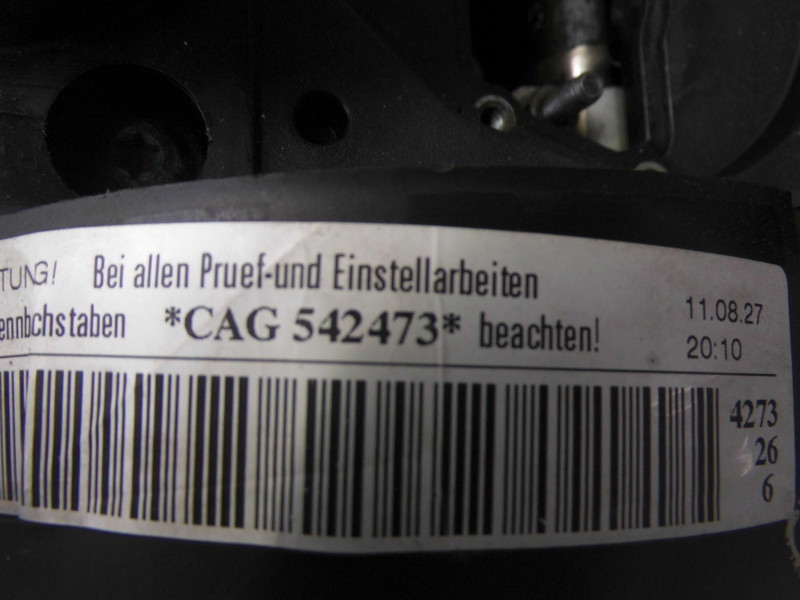 TUNG! Bei allen Pruef-und Einstellarbeiten
ennbchstaben *CAG 542473* beachten!
11.08.27
20:10
4273
26
6